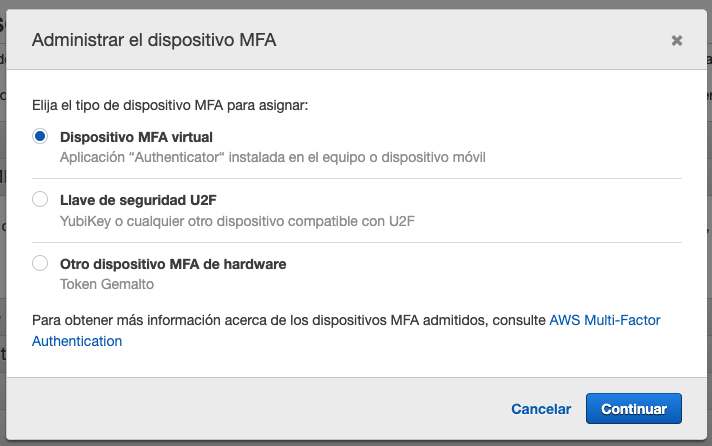 Administrar el dispositivo MFA
Elija el tipo de dispositivo MFA para asignar:
Dispositivo MFA virtual
Aplicación “Authenticator“ instalada en el equipo o dispositivo móvil
Llave de seguridad U2F
YubiKey o cualquier otro dispositivo compatible con U2F
Otro dispositivo MFA de hardware
Token Gemalto
Para obtener más información acerca de los dispositivos MFA admitidos, consulte AWS Multi-Factor
Authentication
Cancelar
Continuar